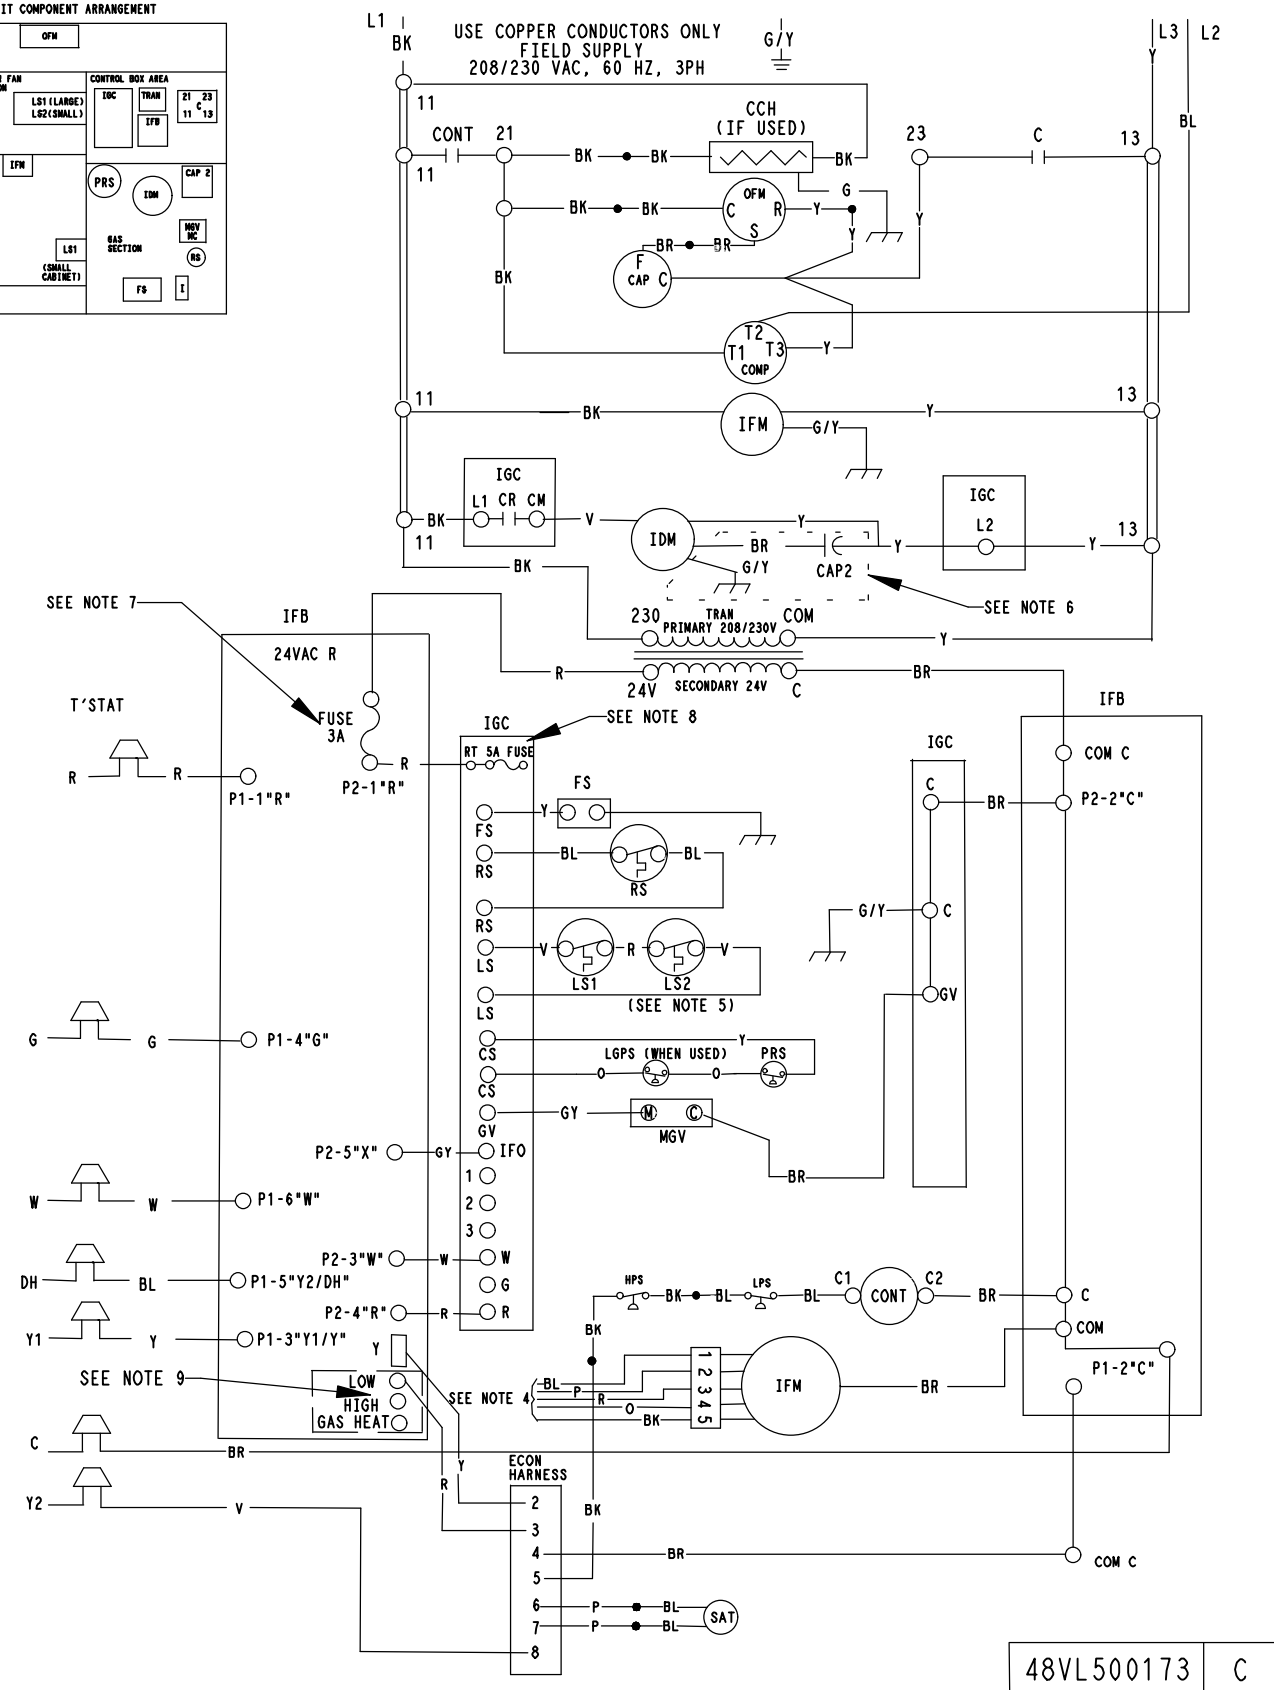 IT COMPONENT ARRANGEMENT
OFM
FAN
ON
LS1(LARGE)
LS2(SMALL)
CONTROL BOX AREA
IGC
TRAN
IFB
21 23
C
11 13
IFM
PRS
IDM
CAP 2
MGV
MC
GAS
SECTION
RS
LS1
(SMALL
CABINET)
FS
I
L1
BK
USE COPPER CONDUCTORS ONLY
FIELD SUPPLY
208/230 VAC, 60 HZ, 3PH
G/Y
L3
L2
Y
BL
11
CONT
21
CCH
(IF USED)
23
C
13
BK
BK
BK
11
G
OFM
BK
BK
C
R
Y
S
Y
Y
BR
BR
F
CAP C
BK
T2
T1
T3
Y
COMP
11
13
BK
IFM
Y
G/Y
IGC
L1 CR CM
BK
V
11
IDM
Y
BR
CAP2
G/Y
Y
IGC
L2
Y
13
BK
SEE NOTE 6
SEE NOTE 7
IFB
24VAC R
230
TRAN
COM
PRIMARY 208/230V
Y
R
24V
SECONDARY 24V
C
BR
T'STAT
FUSE
3A
IGC
SEE NOTE 8
IFB
RT 5A FUSE
IGC
COM C
R
R
P1-1"R"
P2-1"R"
R
FS
C
BR
P2-2"C"
FS
Y
RS
BL
BL
RS
RS
G/Y
C
LS
V
R
V
LS1
LS2
(SEE NOTE 5)
LS
GV
G
G
P1-4"G"
CS
Y
LGPS (WHEN USED)
PRS
CS
O
O
GV
GY
M
C
MGV
P2-5"X"
GY
IFO
BR
1
2
3
W
W
P1-6"W"
P2-3"W"
W
W
DH
BL
P1-5"Y2/DH"
G
P2-4"R"
R
R
HPS
BK
BL
LPS
BL
C1
CONT
C2
BR
C
BK
COM
Y1
Y
P1-3"Y1/Y"
Y
P1-2"C"
SEE NOTE 9
LOW
HIGH
GAS HEAT
SEE NOTE 4
BL
P
R
O
BK
1
2
3
4
5
IFM
BR
C
BR
ECON
HARNESS
Y
R
Y2
V
2
BK
3
4
BR
COM C
5
6
P
BL
SAT
7
P
BL
8
48VL500173
C